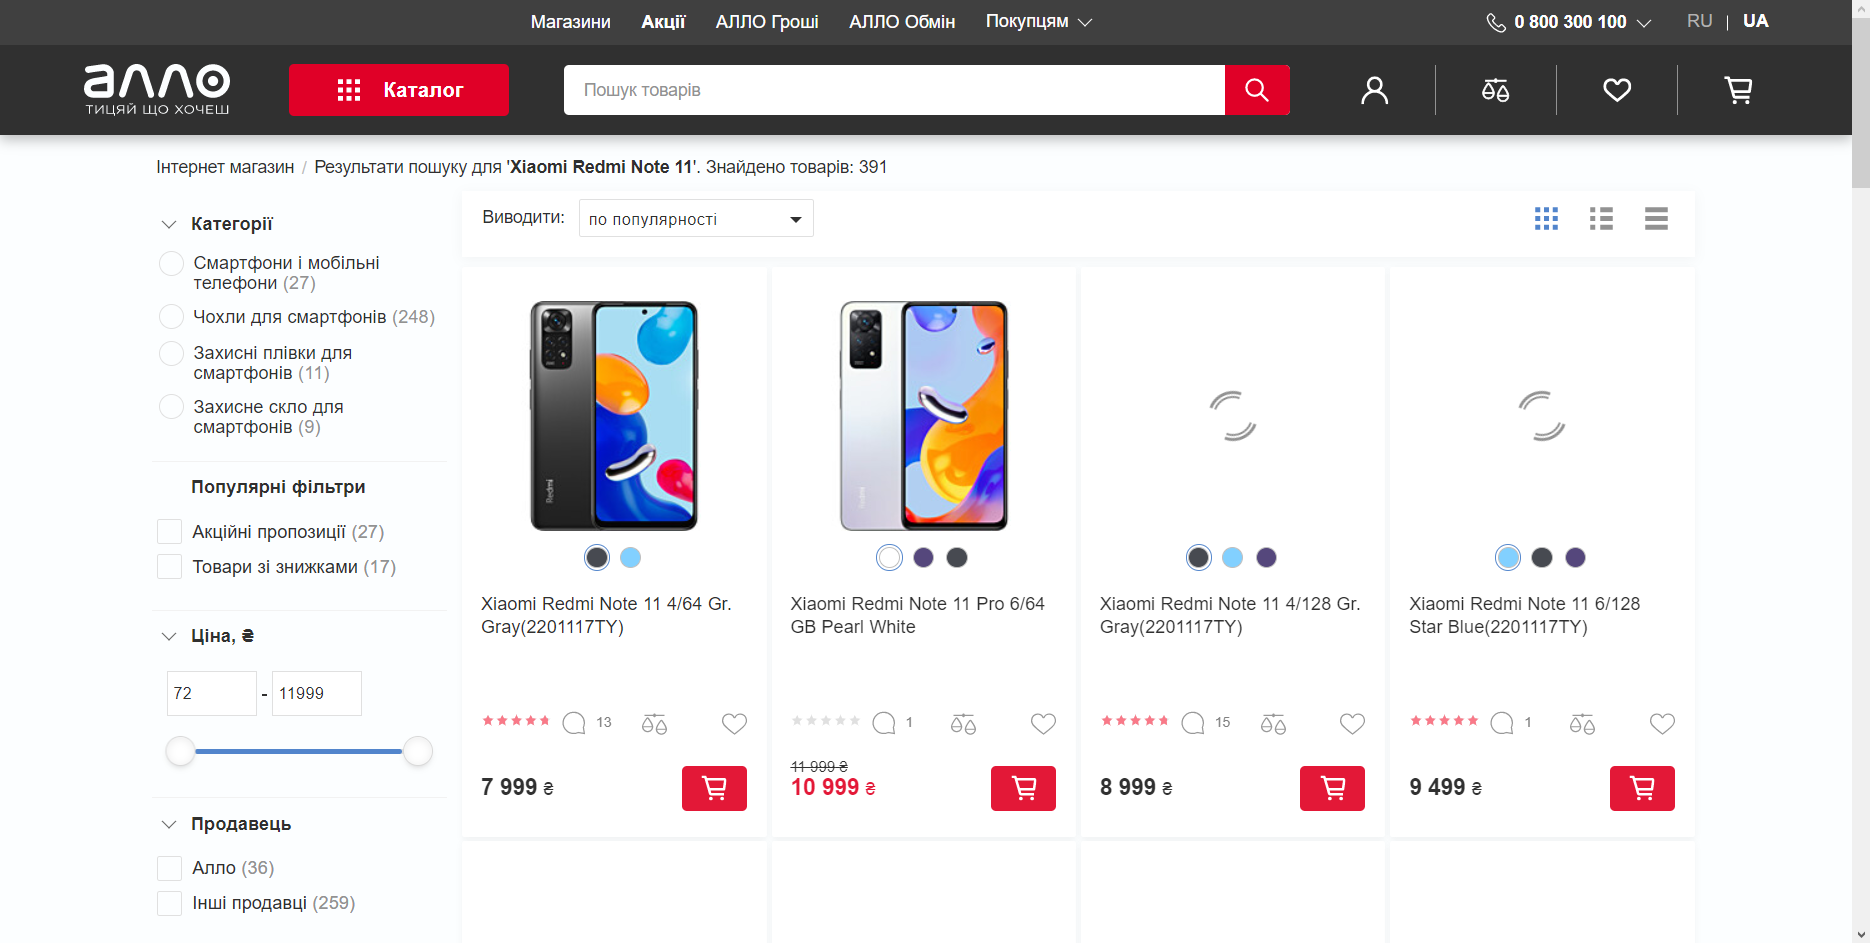 Магазини Акції АЛЛО Гроші АЛЛО Обмін Покупцям 0 800 300 100 RU | UA
алло
ТИЦЯЙ ЩО ХОЧЕШ
Каталог
Пошук товарів
Інтернет магазин / Результати пошуку для 'Xiaomi Redmi Note 11'. Знайдено товарів: 391
Категорії
Смартфони і мобільні
телефони (27)
Чохли для смартфонів (248)
Захисні плівки для
смартфонів (11)
Захисне скло для
смартфонів (9)
Популярні фільтри
Акційні пропозиції (27)
Товари зі знижками (17)
Ціна, ₴
72 - 11999
Продавець
Алло (36)
Інші продавці (259)
Виводити: по популярності
Redmi
Xiaomi Redmi Note 11 4/64 Gr.
Gray(2201117TY)
13
7 999 ₴
Redmi
Xiaomi Redmi Note 11 Pro 6/64
GB Pearl White
1
11 999 ₴
10 999 ₴
Xiaomi Redmi Note 11 4/128 Gr.
Gray(2201117TY)
15
8 999 ₴
Xiaomi Redmi Note 11 6/128
Star Blue(2201117TY)
1
9 499 ₴